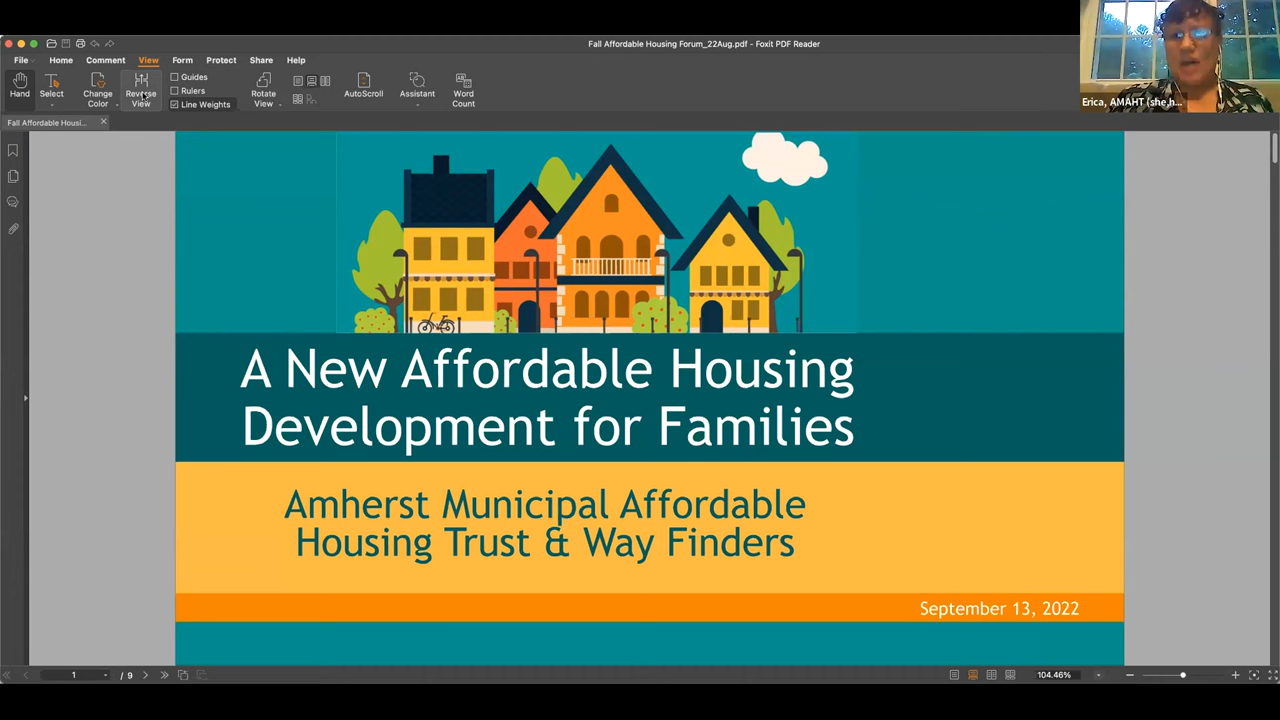 Fall Affordable Housing Forum_22Aug.pdf - Foxit PDF Reader
File Home Comment View Form Protect Share Help
Hand
Select
Change
Color
Reverse
View
Guides
Rulers
Line Weights
Rotate
View
AutoScroll
Assistant
Word
Count
Erica, AMAHT (she,h...
Fall Affordable Housi...
A New Affordable Housing
Development for Families
Amherst Municipal Affordable
Housing Trust & Way Finders
September 13, 2022
1 / 9
104.46%